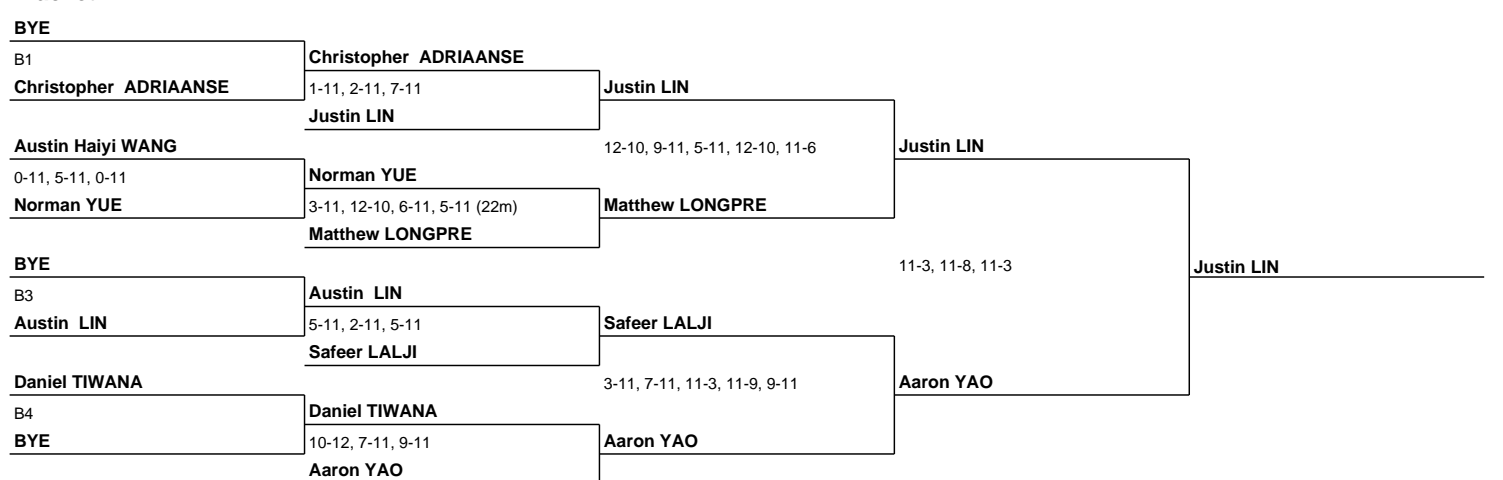 BYE
B1
Christopher ADRIAANSE
Christopher ADRIAANSE
1-11, 2-11, 7-11
Justin LIN
Justin LIN
Austin Haiyi WANG
12-10, 9-11, 5-11, 12-10, 11-6
Justin LIN
0-11, 5-11, 0-11
Norman YUE
Norman YUE
3-11, 12-10, 6-11, 5-11 (22m)
Matthew LONGPRE
Matthew LONGPRE
BYE
11-3, 11-8, 11-3
Justin LIN
B3
Austin LIN
Austin LIN
5-11, 2-11, 5-11
Safeer LALJI
Safeer LALJI
Daniel TIWANA
3-11, 7-11, 11-3, 11-9, 9-11
Aaron YAO
B4
Daniel TIWANA
BYE
10-12, 7-11, 9-11
Aaron YAO
Aaron YAO